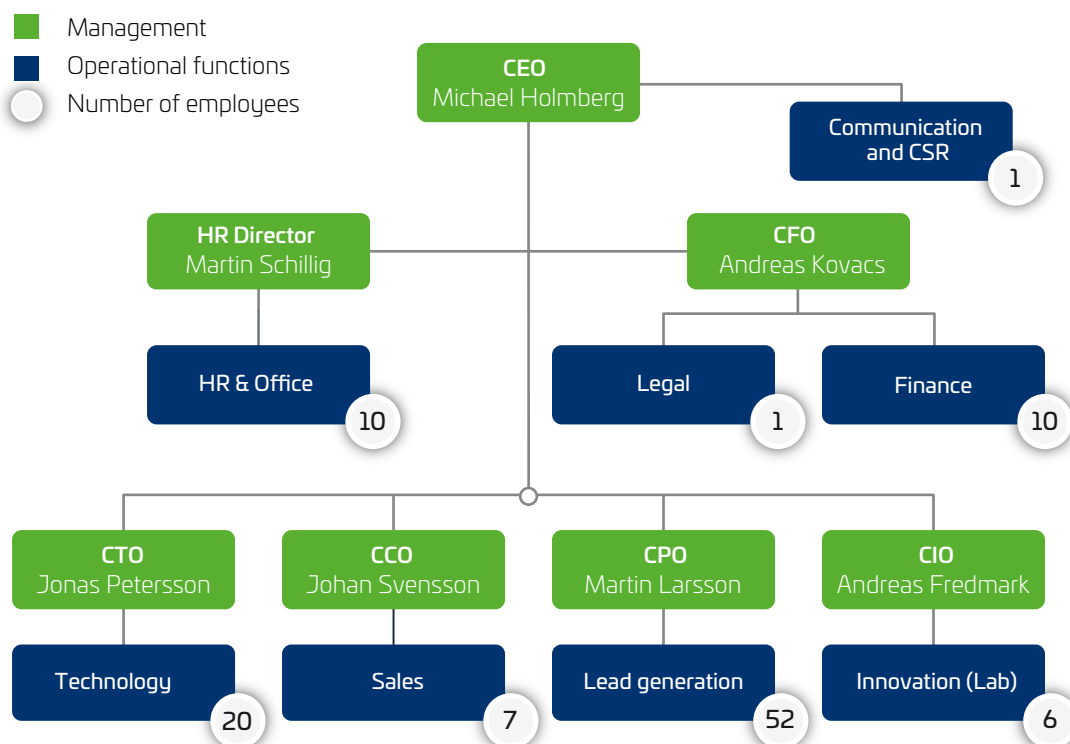 Management
Operational functions
Number of employees
CEO
Michael Holmberg
Communication
and CSR
1
HR Director
Martin Schillig
CFO
Andreas Kovacs
HR & Office
10
Legal
1
Finance
10
CTO
Jonas Petersson
CCO
Johan Svensson
CPO
Martin Larsson
CIO
Andreas Fredmark
Technology
20
Sales
7
Lead generation
52
Innovation (Lab)
6